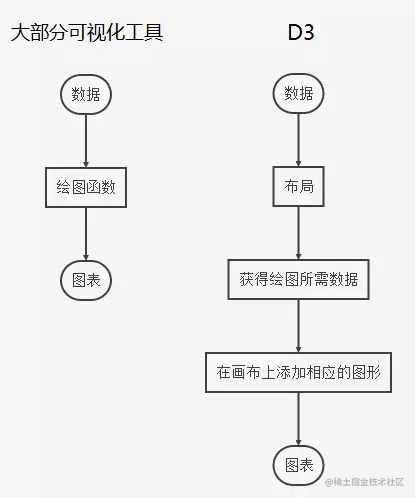 大部分可视化工具
数据
绘图函数
图表
D3
数据
布局
获得绘图所需数据
在画布上添加相应的图形
图表
@稀土掘金技术社区